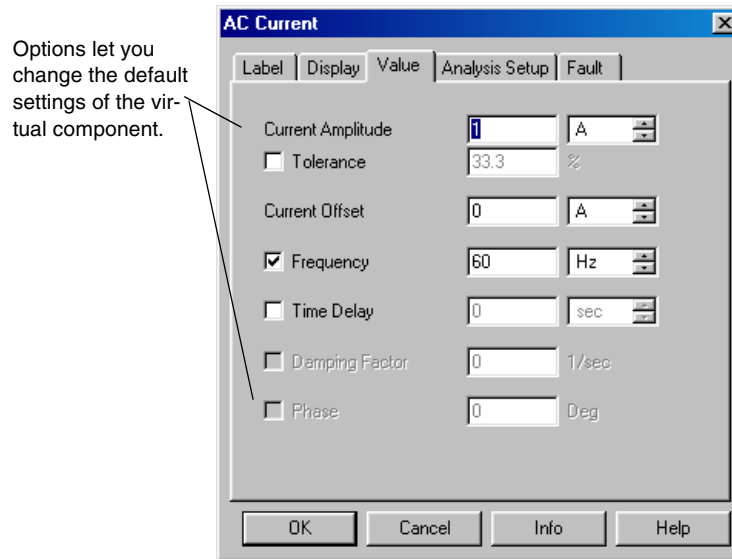 Options let you
change the default
settings of the vir-
tual component.
AC Current
Label Display Value Analysis Setup Fault
Current Amplitude 1 A
Tolerance 33.3 %
Current Offset 0 A
Frequency 60 Hz
Time Delay 0 sec
Damping Factor 0 1/sec
Phase 0 Deg
OK Cancel Info Help